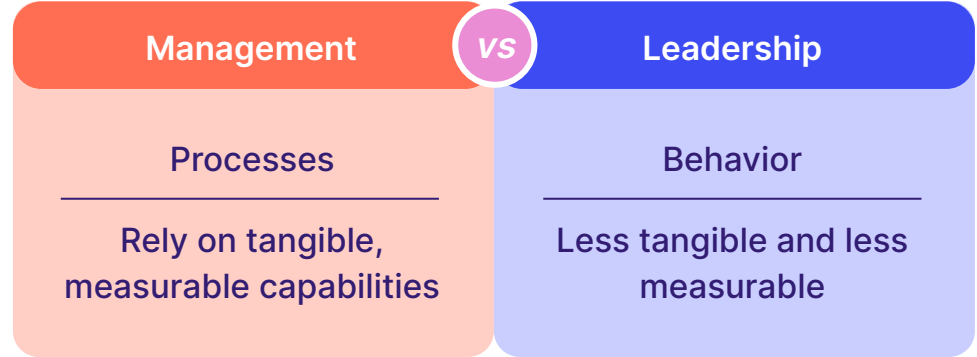 Management
vs
Leadership
Processes
Rely on tangible,
measurable capabilities
Behavior
Less tangible and less
measurable